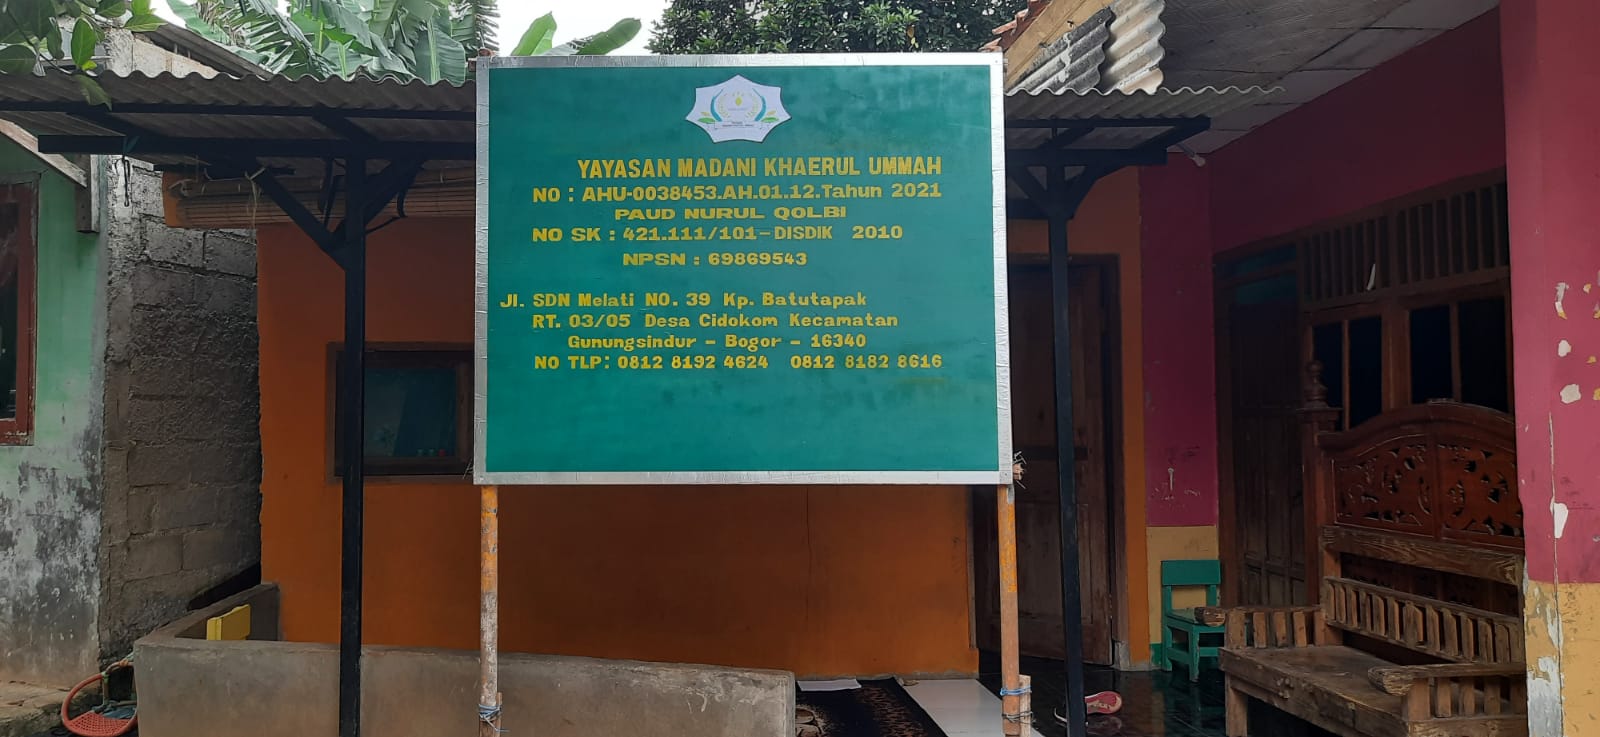 YAYASAN MADANI KHAERUL UMMAH
NO : AHU-0038453.AH.01.12.Tahun 2021
PAUD NURUL QOLBI
NO SK : 421.111/101-DISDIK 2010
NPSN : 69869543
Jl. SDN Melati NO. 39 Kp. Batutapak
RT. 03/05 Desa Cidokom Kecamatan
Gunungsindur - Bogor - 16340
NO TLP: 0812 8192 4624 0812 8182 8616